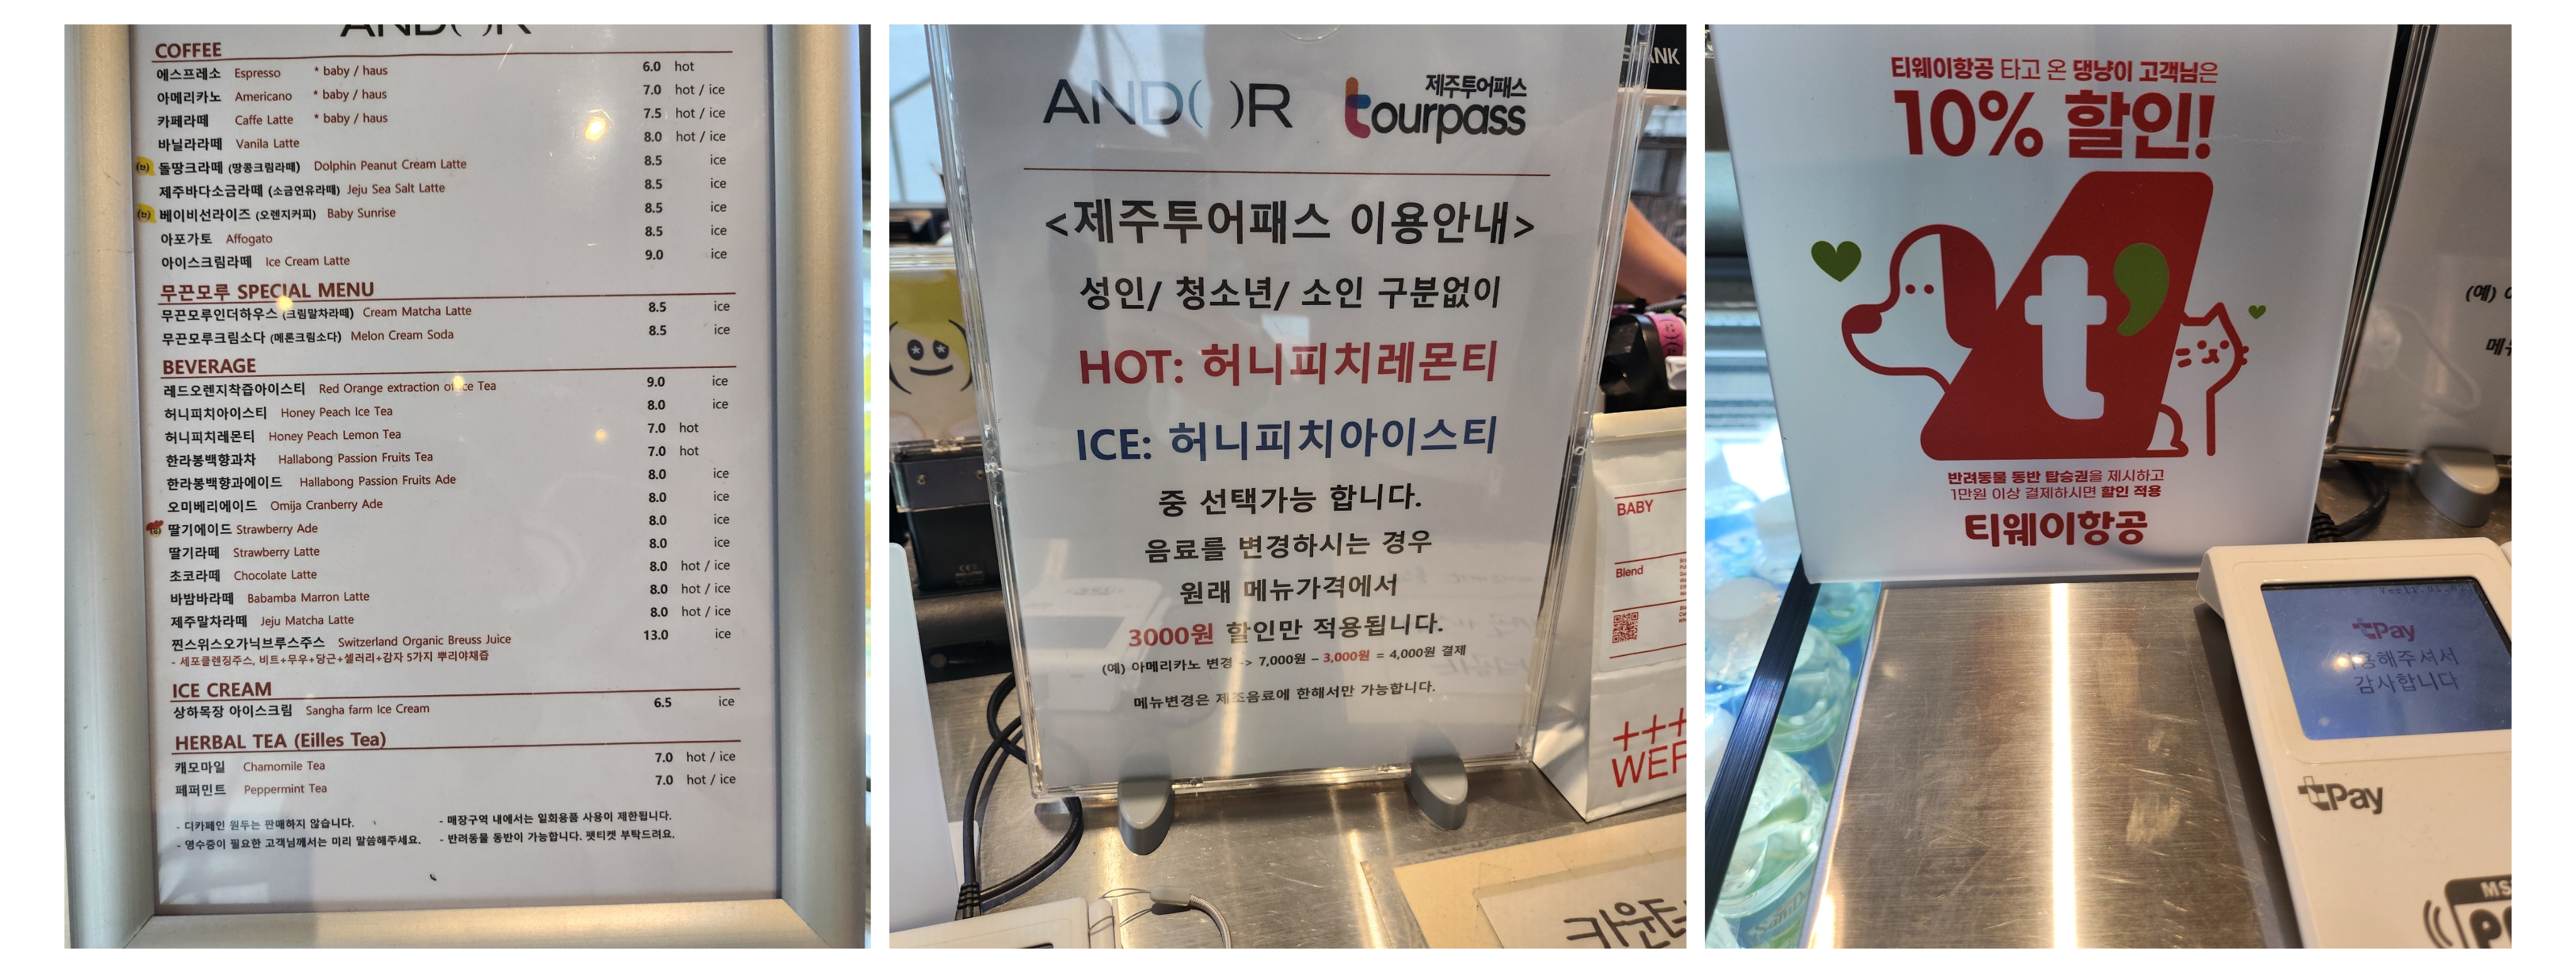 AND( )R
COFFEE
에스프레소 Espresso * baby / haus 6.0 hot
아메리카노 Americano * baby / haus 7.0 hot / ice
카페라떼 Caffe Latte * baby / haus 7.5 hot / ice
바닐라라떼 Vanila Latte 8.0 hot / ice
돌땅크라떼 (땅콩크림라떼) Dolphin Peanut Cream Latte 8.5 ice
제주바다소금라떼 (소금연유라떼) Jeju Sea Salt Latte 8.5 ice
베이비선라이즈 (오렌지커피) Baby Sunrise 8.5 ice
아포가토 Affogato 8.5 ice
아이스크림라떼 Ice Cream Latte 9.0 ice
무끈모루 SPECIAL MENU
무끈모루인더하우스 (크림말차라떼) Cream Matcha Latte 8.5 ice
무끈모루크림소다 (메론크림소다) Melon Cream Soda 8.5 ice
BEVERAGE
레드오렌지착즙아이스티 Red Orange extraction of Ice Tea 9.0 ice
허니피치아이스티 Honey Peach Ice Tea 8.0 ice
허니피치레몬티 Honey Peach Lemon Tea 7.0 hot
한라봉백향과차 Hallabong Passion Fruits Tea 7.0 hot
한라봉백향과에이드 Hallabong Passion Fruits Ade 8.0 ice
오미베리에이드 Omija Cranberry Ade 8.0 ice
딸기에이드 Strawberry Ade 8.0 ice
딸기라떼 Strawberry Latte 8.0 ice
초코라떼 Chocolate Latte 8.0 hot / ice
바밤바라떼 Babamba Marron Latte 8.0 hot / ice
제주말차라떼 Jeju Matcha Latte 8.0 hot / ice
찐스위스오가닉브루스주스 Switzerland Organic Breuss Juice 13.0 ice
- 세포클렌징주스, 비트+무우+당근+셀러리+감자 5가지 뿌리야채즙
ICE CREAM
상하목장 아이스크림 Sangha farm Ice Cream 6.5 ice
HERBAL TEA (Eilles Tea)
캐모마일 Chamomile Tea 7.0 hot / ice
페퍼민트 Peppermint Tea 7.0 hot / ice
- 디카페인 원두는 판매하지 않습니다. - 매장구역 내에서는 일회용품 사용이 제한됩니다.
- 영수증이 필요한 고객님께서는 미리 말씀해주세요. - 반려동물 동반이 가능합니다. 펫티켓 부탁드려요.
AND( )R 제주투어패스
tourpass
<제주투어패스 이용안내>
성인/ 청소년/ 소인 구분없이
HOT: 허니피치레몬티
ICE: 허니피치아이스티
중 선택가능 합니다.
음료를 변경하시는 경우
원래 메뉴가격에서
3000원 할인만 적용됩니다.
(예) 아메리카노 변경 -> 7,000원 – 3,000원 = 4,000원 결제
메뉴변경은 제조음료에 한해서만 가능합니다.
BABY
Blend
+++
WER
카운터
티웨이항공 타고 온 댕냥이 고객님은
10% 할인!
t'
반려동물 동반 탑승권을 제시하고
1만원 이상 결제하시면 할인 적용
티웨이항공
(예)
메뉴
tPay
이용해주셔서
감사합니다
tPay
MS